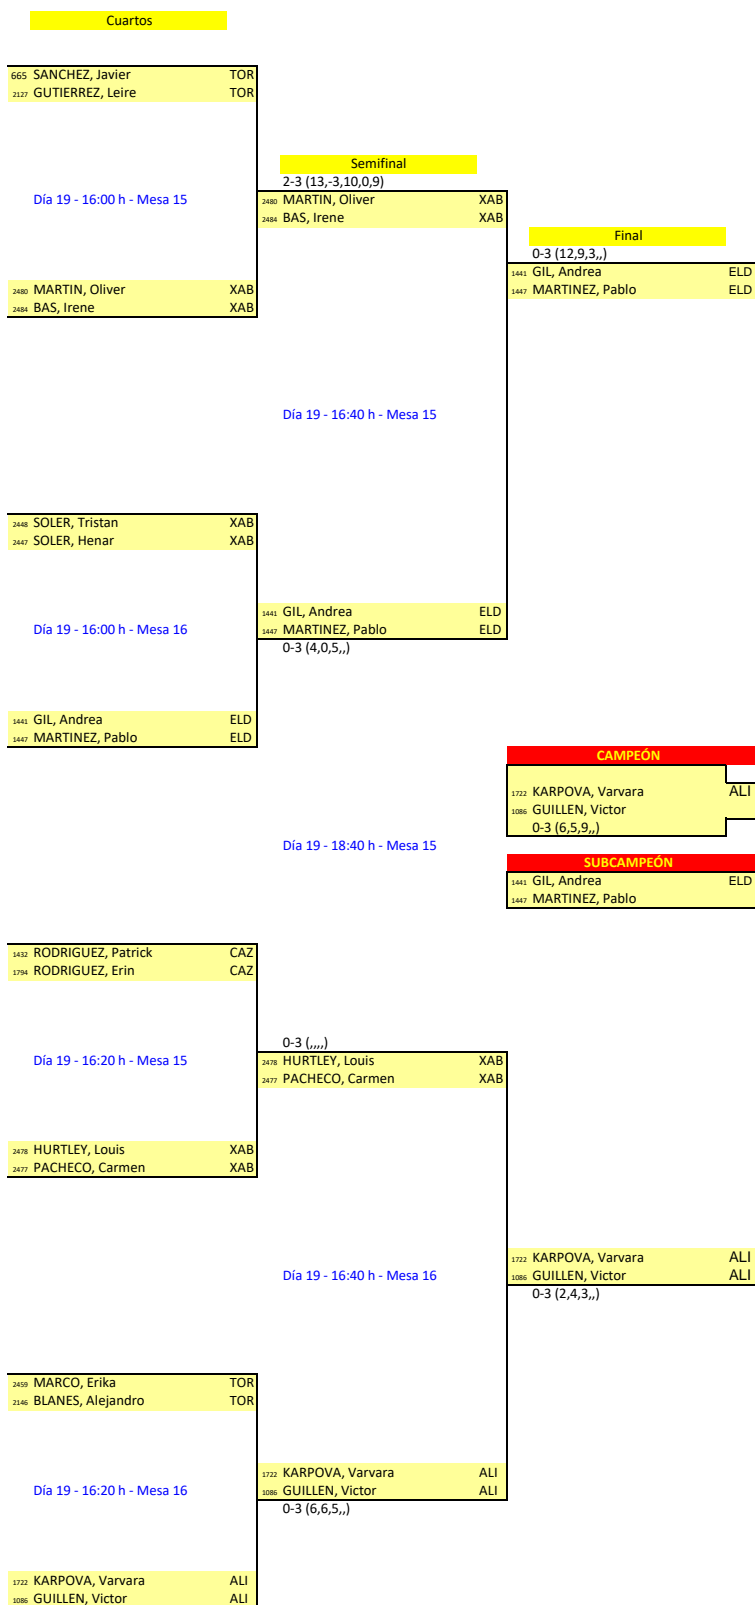 Cuartos
665 SANCHEZ, Javier TOR
2127 GUTIERREZ, Leire TOR
Semifinal
2-3 (13,-3,10,0,9)
Día 19 - 16:00 h - Mesa 15
2480 MARTIN, Oliver XAB
2484 BAS, Irene XAB
Final
0-3 (12,9,3,,)
1441 GIL, Andrea ELD
1447 MARTINEZ, Pablo ELD
2480 MARTIN, Oliver XAB
2484 BAS, Irene XAB
Día 19 - 16:40 h - Mesa 15
2448 SOLER, Tristan XAB
2447 SOLER, Henar XAB
1441 GIL, Andrea ELD
Día 19 - 16:00 h - Mesa 16
1447 MARTINEZ, Pablo ELD
0-3 (4,0,5,,)
1441 GIL, Andrea ELD
1447 MARTINEZ, Pablo ELD
CAMPEÓN
1722 KARPOVA, Varvara ALI
1086 GUILLEN, Victor
0-3 (6,5,9,,)
Día 19 - 18:40 h - Mesa 15
SUBCAMPEÓN
1441 GIL, Andrea ELD
1447 MARTINEZ, Pablo
1432 RODRIGUEZ, Patrick CAZ
1794 RODRIGUEZ, Erin CAZ
0-3 (,,,,)
Día 19 - 16:20 h - Mesa 15
2478 HURTLEY, Louis XAB
2477 PACHECO, Carmen XAB
2478 HURTLEY, Louis XAB
2477 PACHECO, Carmen XAB
1722 KARPOVA, Varvara ALI
Día 19 - 16:40 h - Mesa 16
1086 GUILLEN, Victor ALI
0-3 (2,4,3,,)
2459 MARCO, Erika TOR
2146 BLANES, Alejandro TOR
1722 KARPOVA, Varvara ALI
Día 19 - 16:20 h - Mesa 16
1086 GUILLEN, Victor ALI
0-3 (6,6,5,,)
1722 KARPOVA, Varvara ALI
1086 GUILLEN, Victor ALI